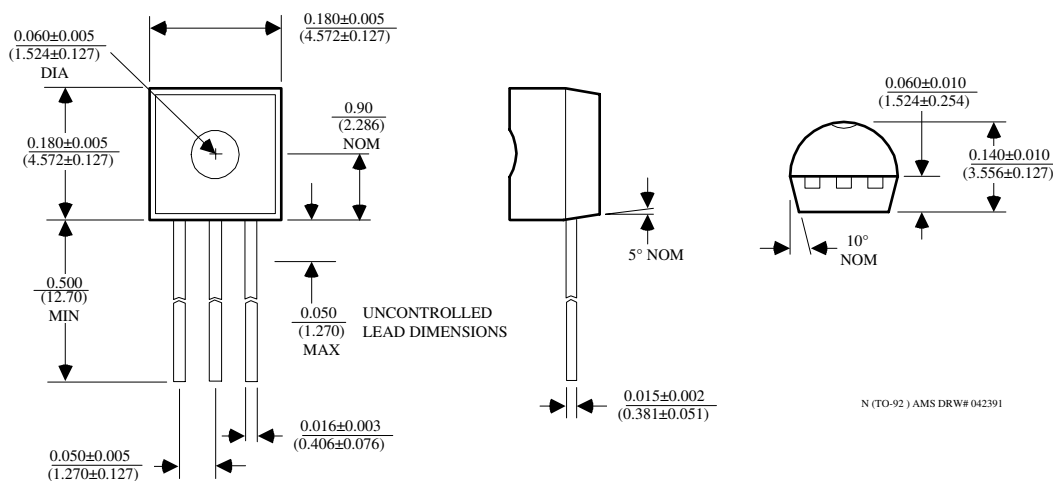 0.180±0.005
(4.572±0.127)
0.060±0.005
(1.524±0.127)
DIA
0.90
(2.286)
NOM
0.180±0.005
(4.572±0.127)
0.500
(12.70)
MIN
0.050
(1.270)
MAX
UNCONTROLLED
LEAD DIMENSIONS
0.016±0.003
(0.406±0.076)
0.050±0.005
(1.270±0.127)
5° NOM
0.015±0.002
(0.381±0.051)
0.060±0.010
(1.524±0.254)
0.140±0.010
(3.556±0.127)
10°
NOM
N (TO-92 ) AMS DRW# 042391